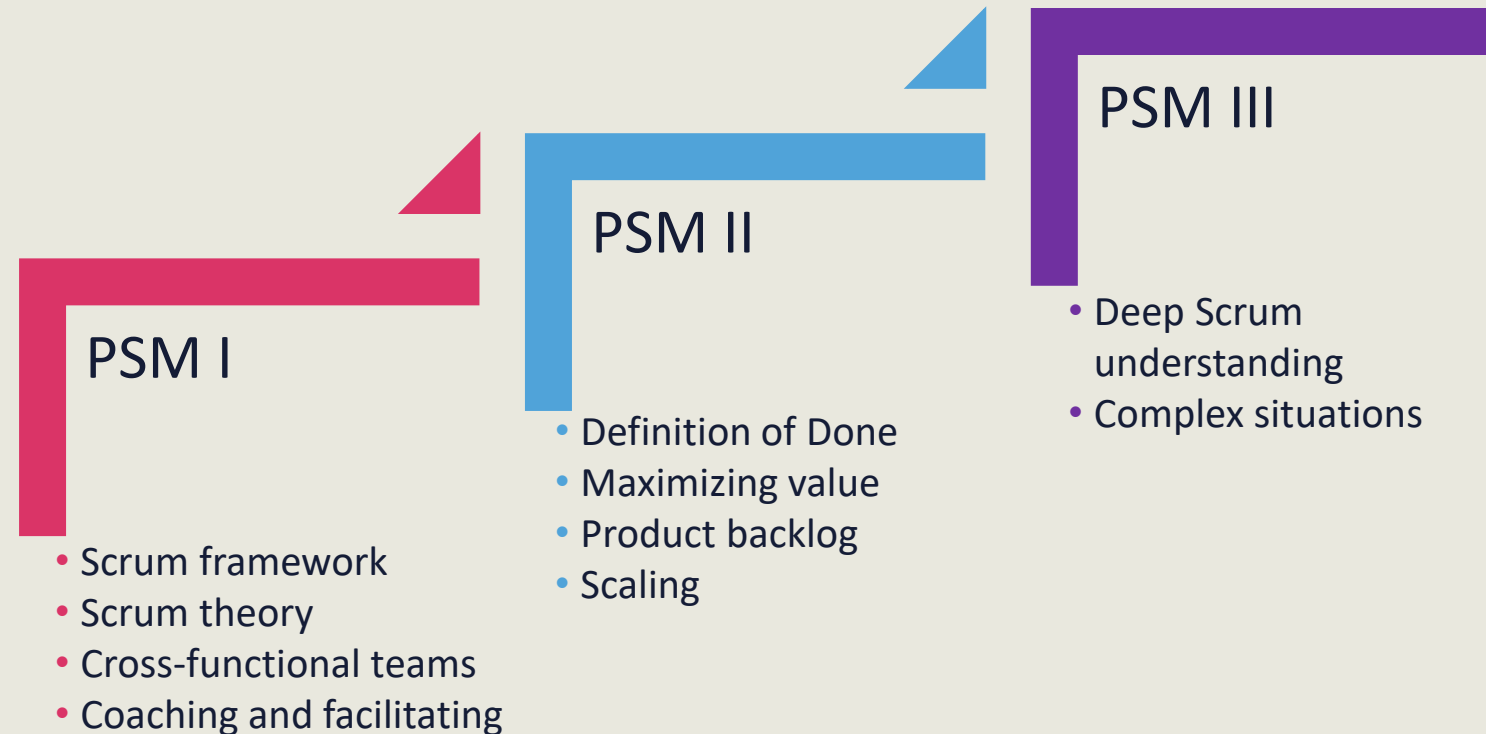 PSM I
• Scrum framework
• Scrum theory
• Cross-functional teams
• Coaching and facilitating
PSM II
• Definition of Done
• Maximizing value
• Product backlog
• Scaling
PSM III
• Deep Scrum
understanding
• Complex situations